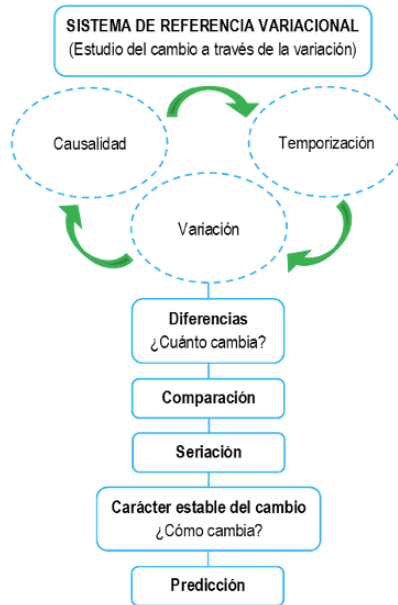 SISTEMA DE REFERENCIA VARIACIONAL
(Estudio del cambio a través de la variación)
Causalidad
Temporización
Variación
Diferencias
¿Cuánto cambia?
Comparación
Seriación
Carácter estable del cambio
¿Cómo cambia?
Predicción